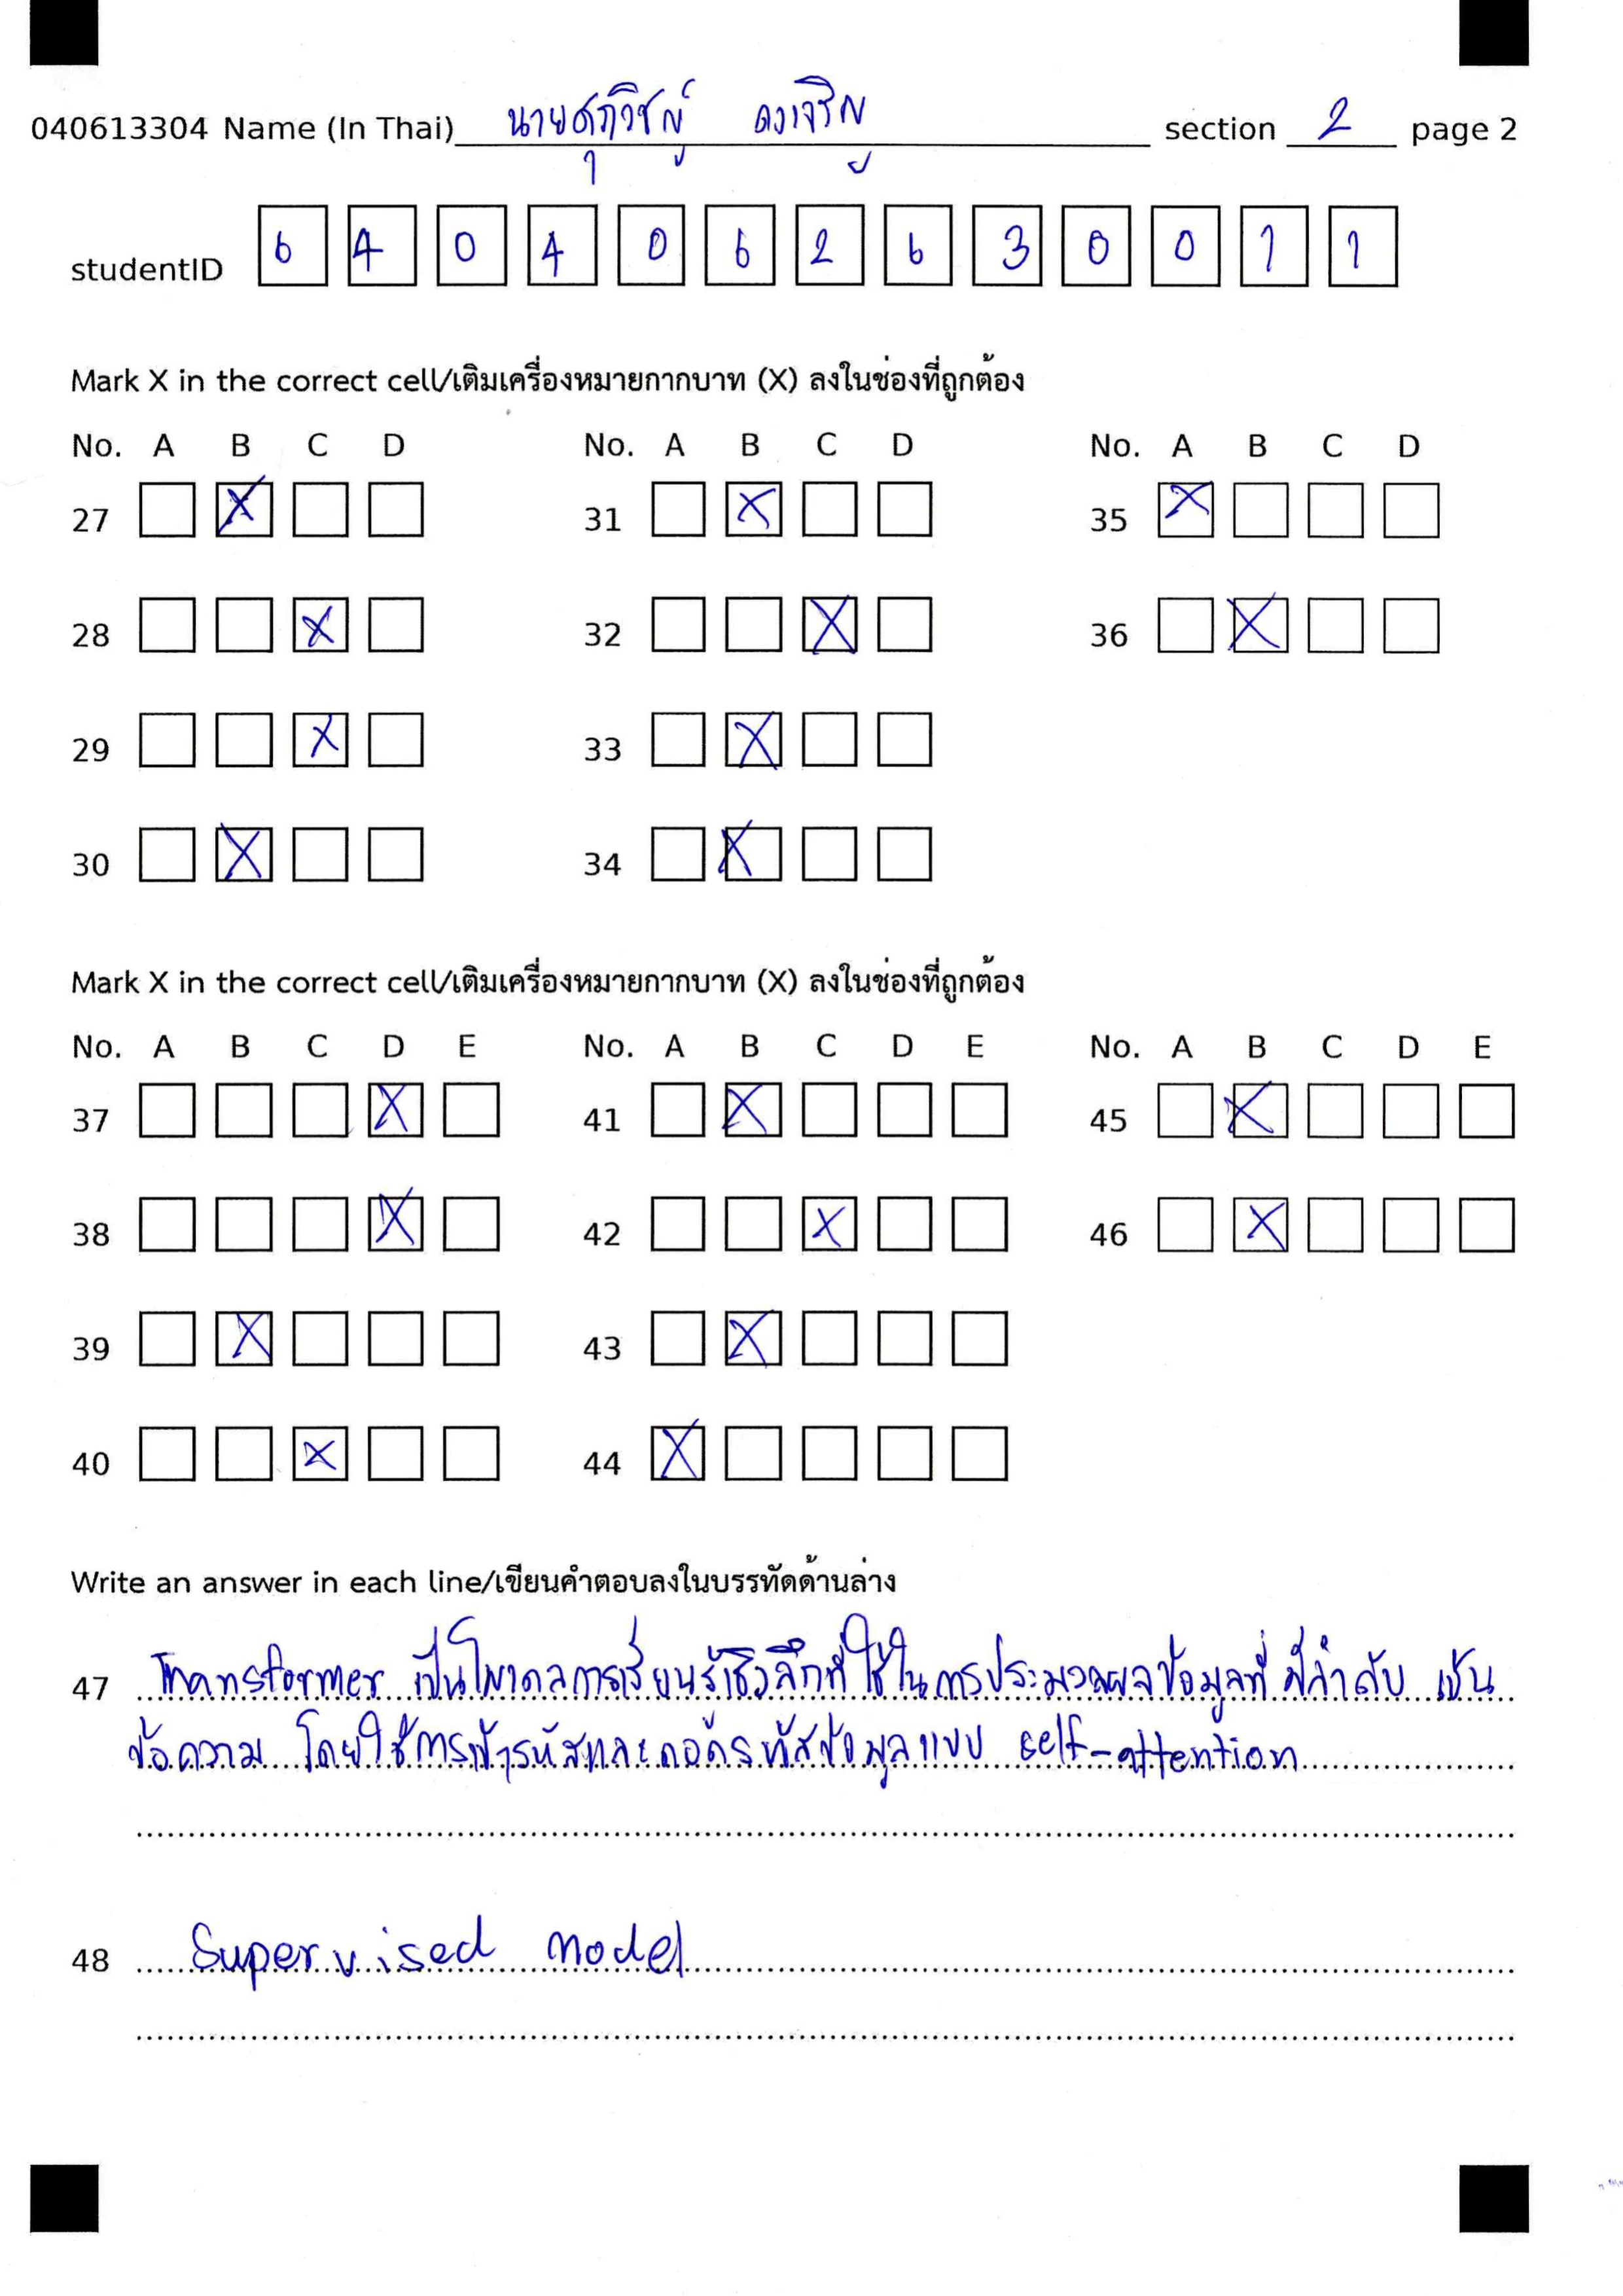 040613304 Name (In Thai) นายศุภวิชญ์ ดวงเจริญ section 2 page 2
studentID 6 4 0 4 0 6 2 6 3 0 0 1 1
Mark X in the correct cell/เติมเครื่องหมายกากบาท (X) ลงในช่องที่ถูกต้อง
No. A B C D No. A B C D No. A B C D
27 X 31 X 35 X
28 X 32 X 36 X
29 X 33 X
30 X 34 X
Mark X in the correct cell/เติมเครื่องหมายกากบาท (X) ลงในช่องที่ถูกต้อง
No. A B C D E No. A B C D E No. A B C D E
37 X 41 X 45 X
38 X 42 X 46 X
39 X 43 X
40 X 44 X
Write an answer in each line/เขียนคำตอบลงในบรรทัดด้านล่าง
47 Transformer เป็นโมเดลการเรียนรู้เชิงลึกที่ใช้ในการประมวลผลข้อมูลที่มีลำดับ เช่น
ข้อความ โดยใช้การเข้ารหัสและถอดรหัสข้อมูลแบบ self-attention
48 Supervised model